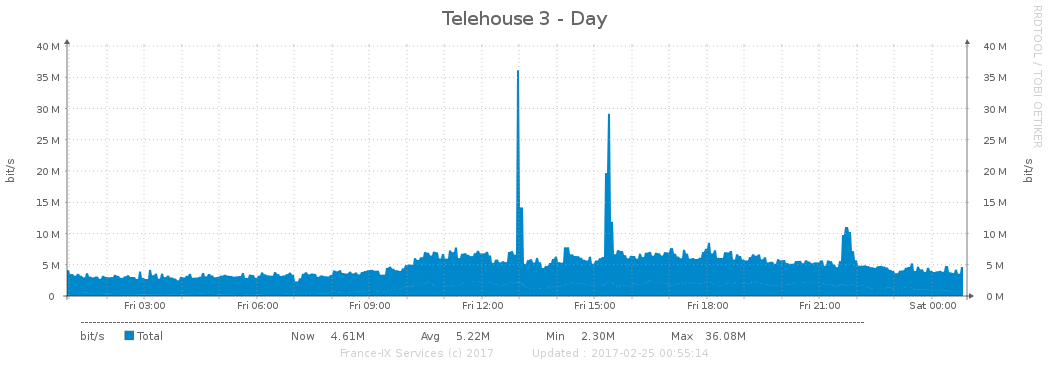 Telehouse 3 - Day
RRDTOOL / TOBI OETIKER
bit/s
bit/s
40 M 40 M
35 M 35 M
30 M 30 M
25 M 25 M
20 M 20 M
15 M 15 M
10 M 10 M
5 M 5 M
0 0 M
Fri 03:00 Fri 06:00 Fri 09:00 Fri 12:00 Fri 15:00 Fri 18:00 Fri 21:00 Sat 00:00
bit/s Total Now 4.61M Avg 5.22M Min 2.30M Max 36.08M
France-IX Services (c) 2017 Updated : 2017-02-25 00:55:14